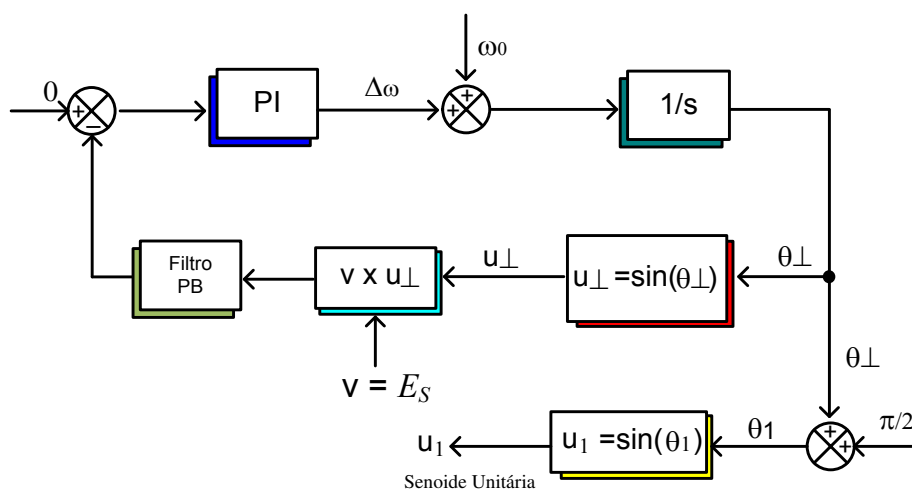 ω0
0
+
−
PI
Δω
+
+
1/s
Filtro
PB
v x u⊥
u⊥
u⊥ =sin(θ⊥)
θ⊥
v = ES
θ⊥
u1
u1 =sin(θ1)
θ1
+
+
π/2
Senoide Unitária